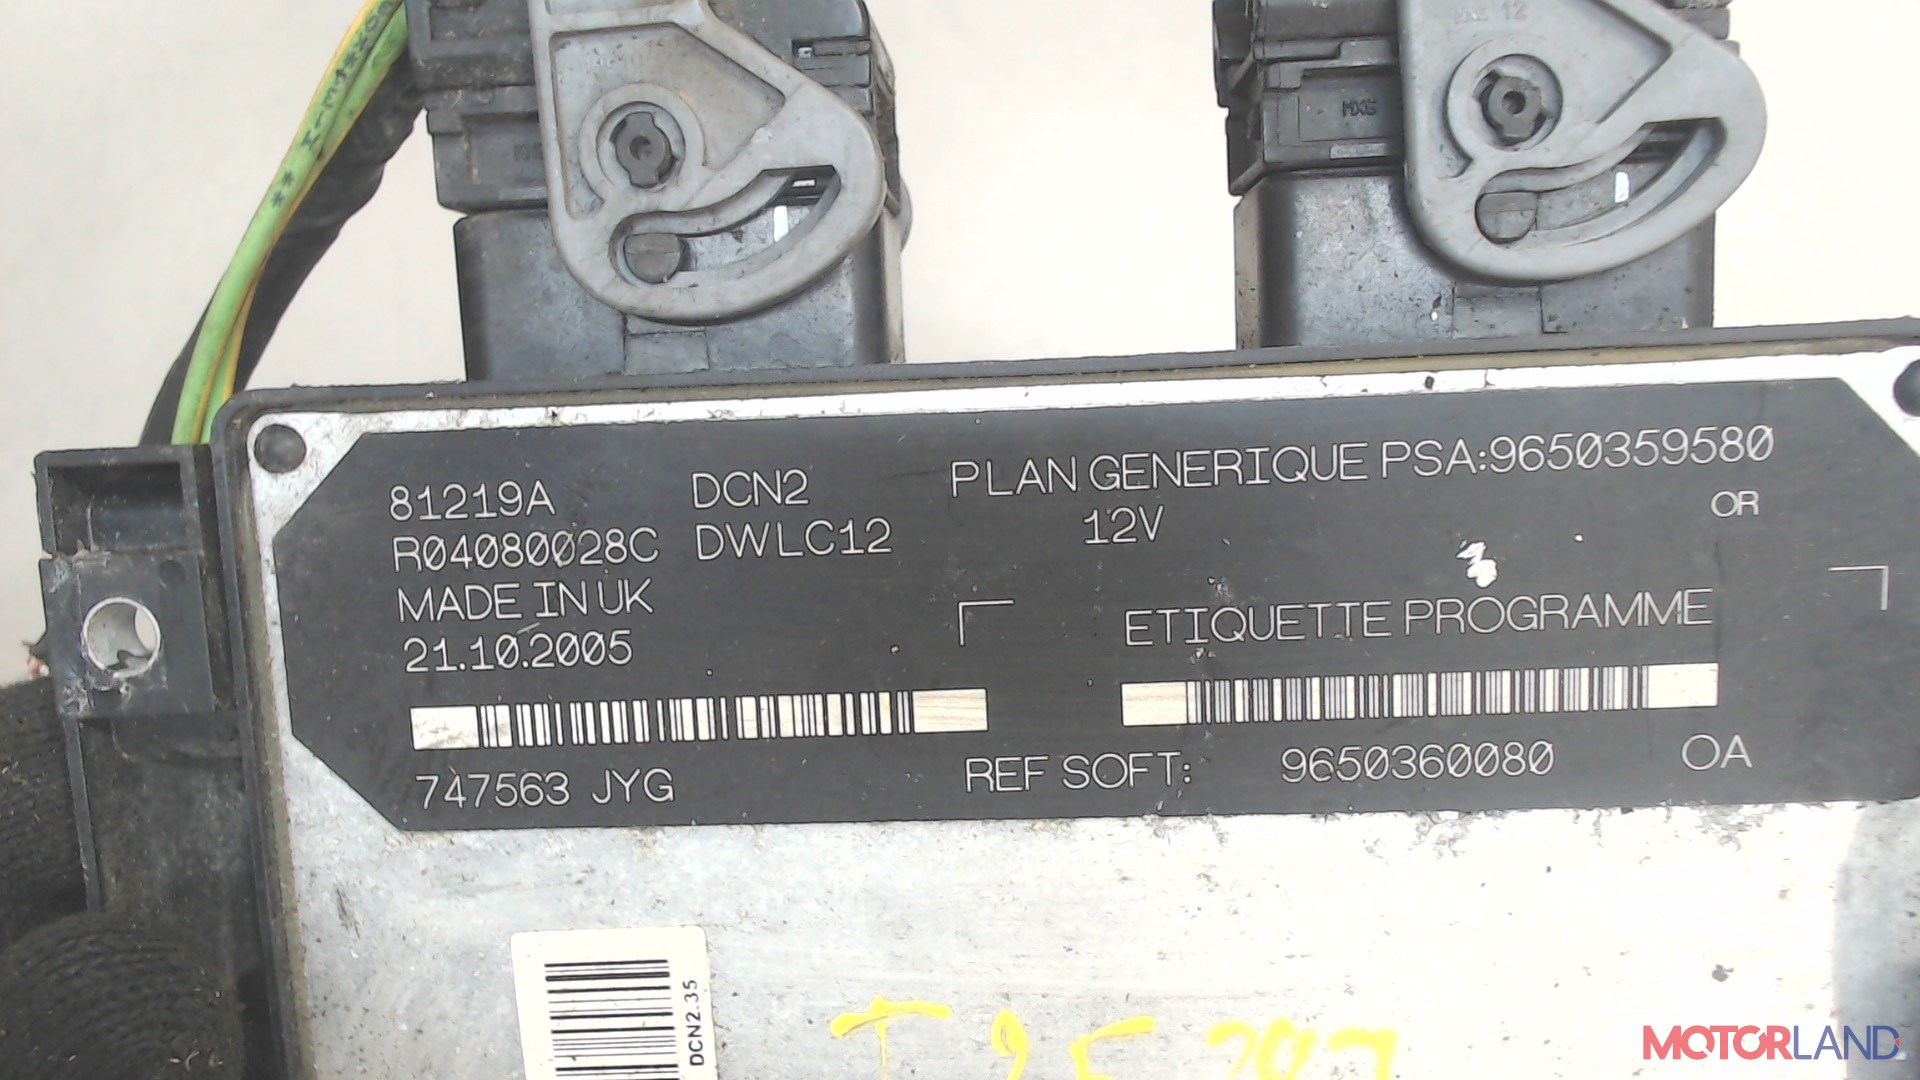 81219A DCN2 PLAN GENERIQUE PSA:9650359580
R04080028C DWLC12 12V OR
MADE IN UK
21.10.2005
ETIQUETTE PROGRAMME
747563 JYG REF SOFT: 9650360080 OA
DCN2.35
MOTORLAND